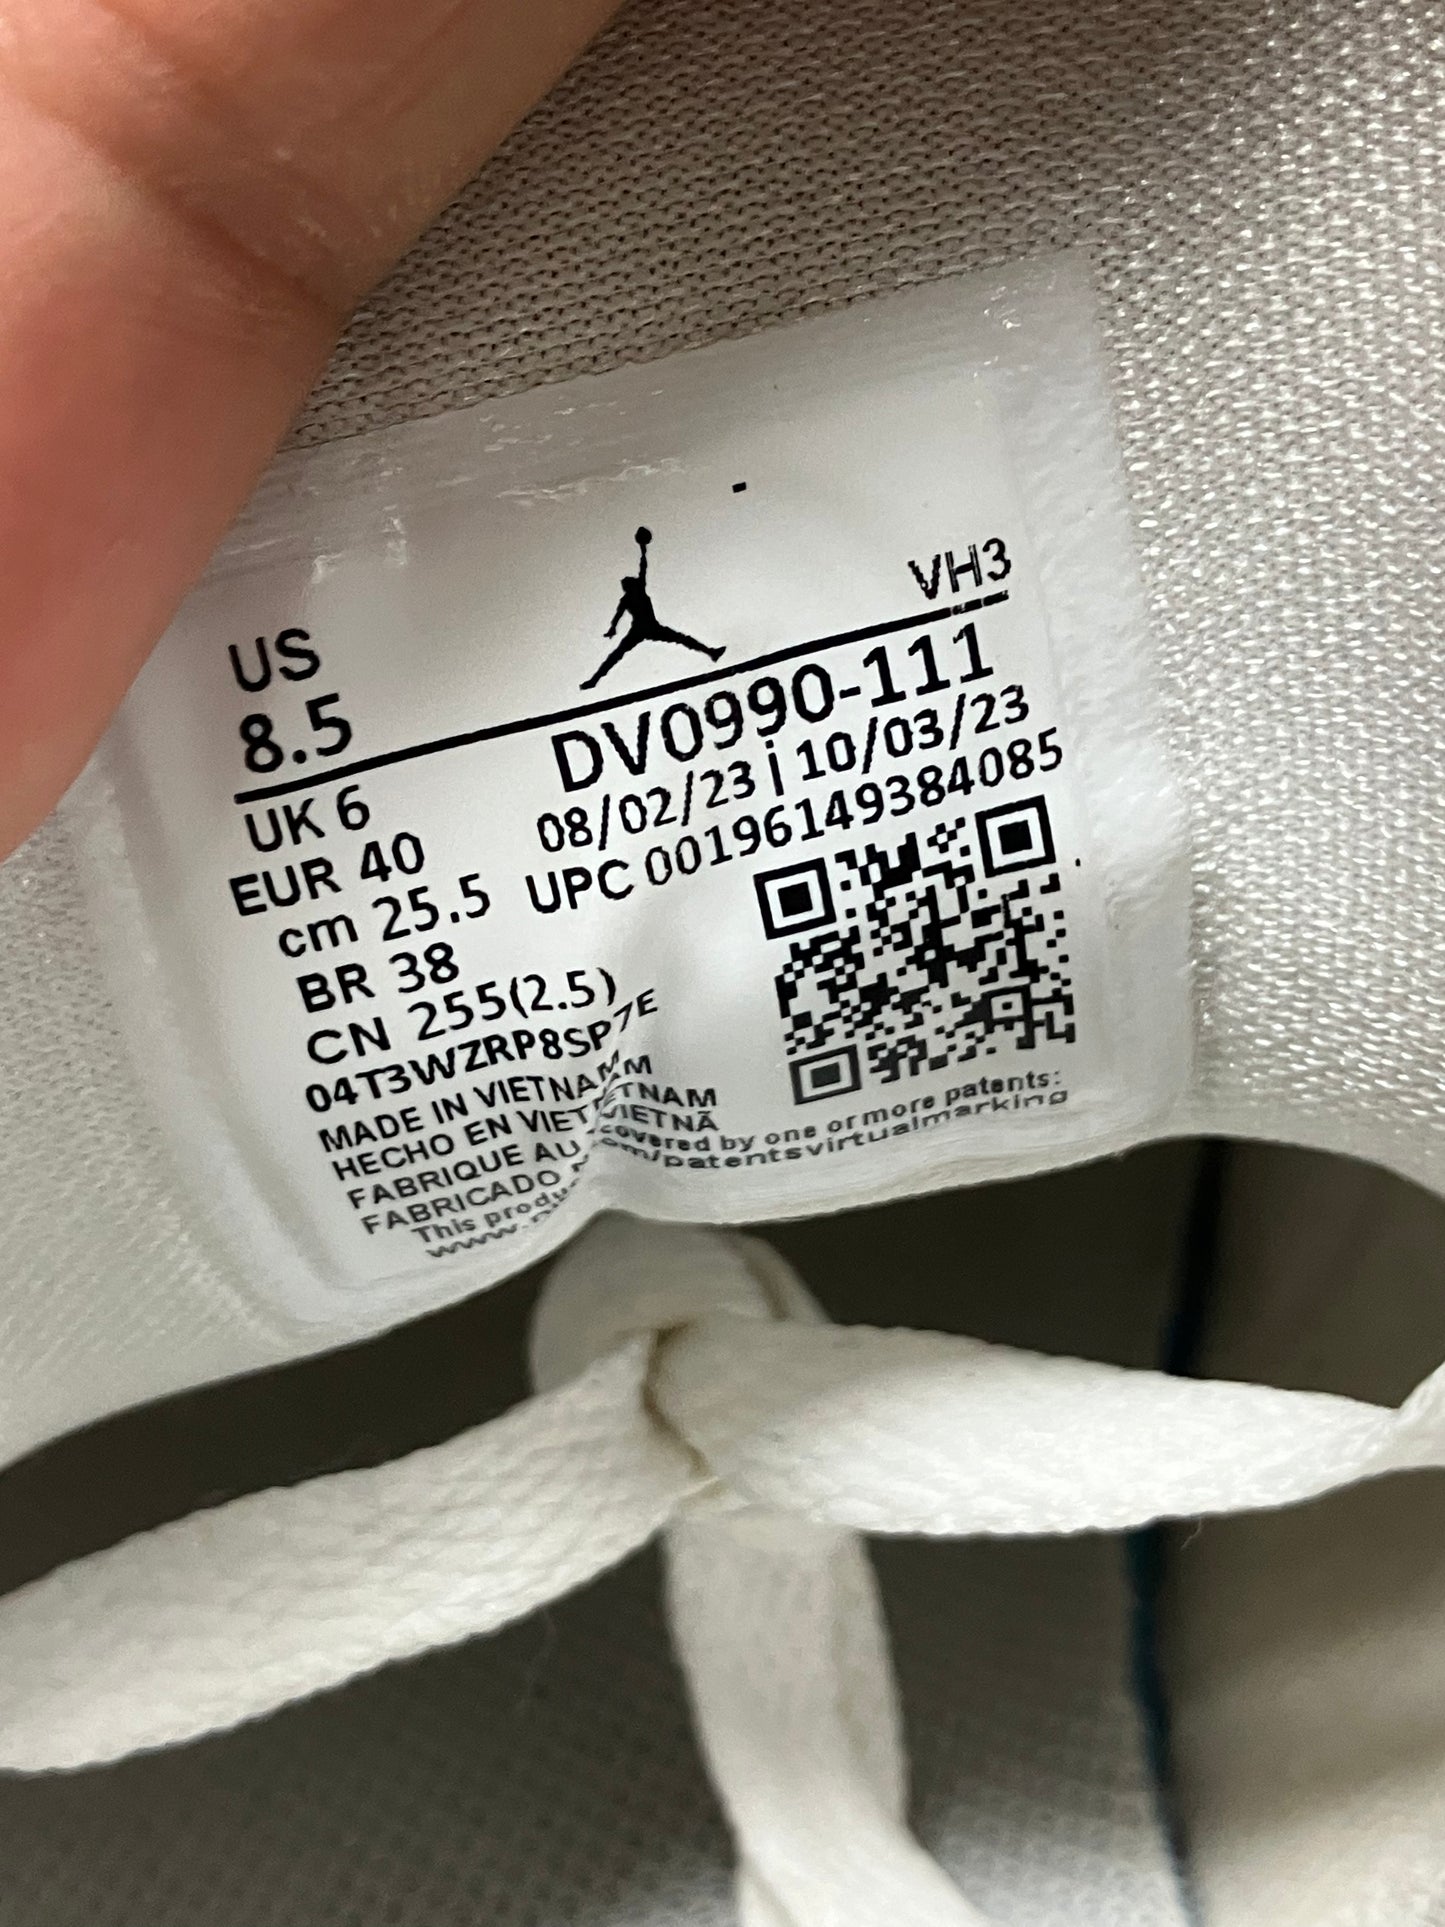 VH3
US
8.5
DV0990-111
08/02/23 | 10/03/23
UPC 00196149384085
UK 6
EUR 40
cm 25.5
BR 38
CN 255(2.5)
04T3WZRP8SP7E
MADE IN VIETNAM
HECHO EN VIETNAM
FABRIQUE AU VIETNAM
FABRICADO VIETNÃ
This covered by one or more patents:
patentsvirtualmarking